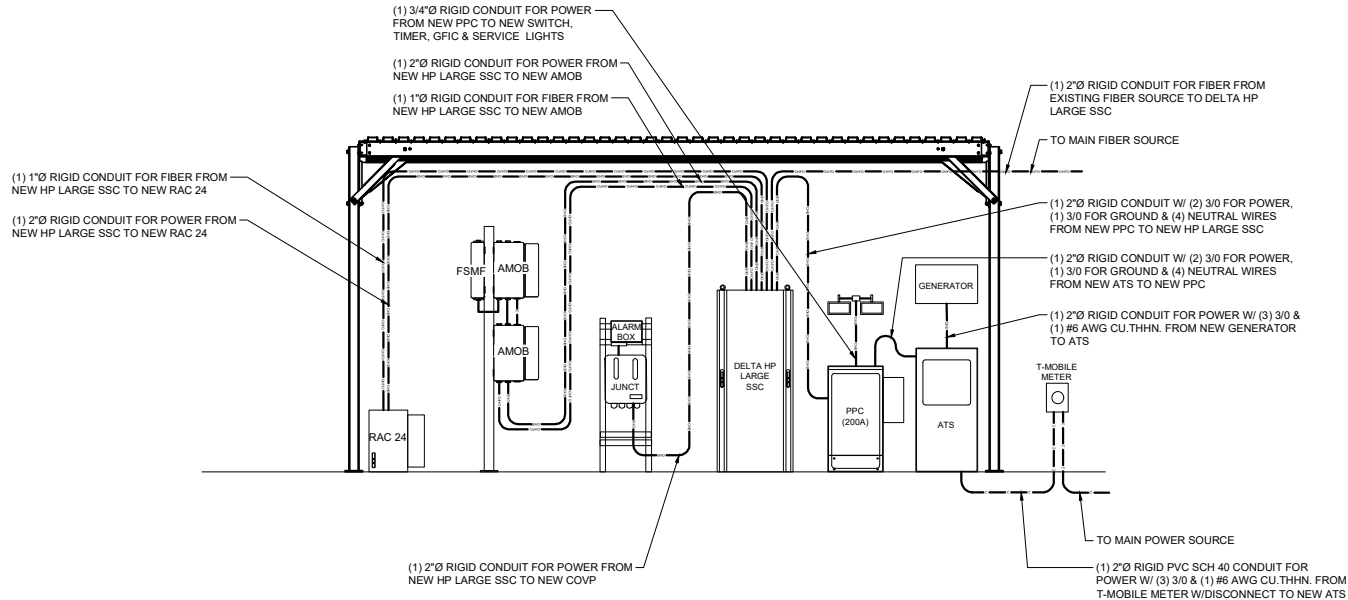 (1) 3/4"Ø RIGID CONDUIT FOR POWER
FROM NEW PPC TO NEW SWITCH,
TIMER, GFIC & SERVICE LIGHTS
(1) 2"Ø RIGID CONDUIT FOR POWER FROM
NEW HP LARGE SSC TO NEW AMOB
(1) 1"Ø RIGID CONDUIT FOR FIBER FROM
NEW HP LARGE SSC TO NEW AMOB
(1) 2"Ø RIGID CONDUIT FOR FIBER FROM
EXISTING FIBER SOURCE TO DELTA HP
LARGE SSC
TO MAIN FIBER SOURCE
(1) 1"Ø RIGID CONDUIT FOR FIBER FROM
NEW HP LARGE SSC TO NEW RAC 24
(1) 2"Ø RIGID CONDUIT FOR POWER FROM
NEW HP LARGE SSC TO NEW RAC 24
(1) 2"Ø RIGID CONDUIT W/ (2) 3/0 FOR POWER,
(1) 3/0 FOR GROUND & (4) NEUTRAL WIRES
FROM NEW PPC TO NEW HP LARGE SSC
(1) 2"Ø RIGID CONDUIT W/ (2) 3/0 FOR POWER,
(1) 3/0 FOR GROUND & (4) NEUTRAL WIRES
FROM NEW ATS TO NEW PPC
(1) 2"Ø RIGID CONDUIT FOR POWER W/ (3) 3/0 &
(1) #6 AWG CU.THHN. FROM NEW GENERATOR
TO ATS
FSMF
AMOB
AMOB
ALARM
BOX
JUNCT
DELTA HP
LARGE
SSC
GENERATOR
PPC
(200A)
ATS
T-MOBILE
METER
RAC 24
TO MAIN POWER SOURCE
(1) 2"Ø RIGID CONDUIT FOR POWER FROM
NEW HP LARGE SSC TO NEW COVP
(1) 2"Ø RIGID PVC SCH 40 CONDUIT FOR
POWER W/ (3) 3/0 & (1) #6 AWG CU.THHN. FROM
T-MOBILE METER W/DISCONNECT TO NEW ATS